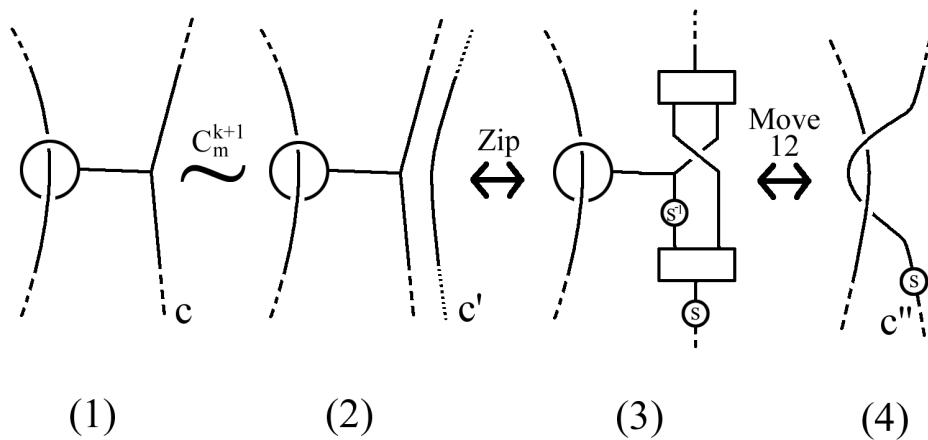 C_m^{k+1}
Zip
Move
12
s⁻¹
s
s
c
c'
c''
(1)
(2)
(3)
(4)